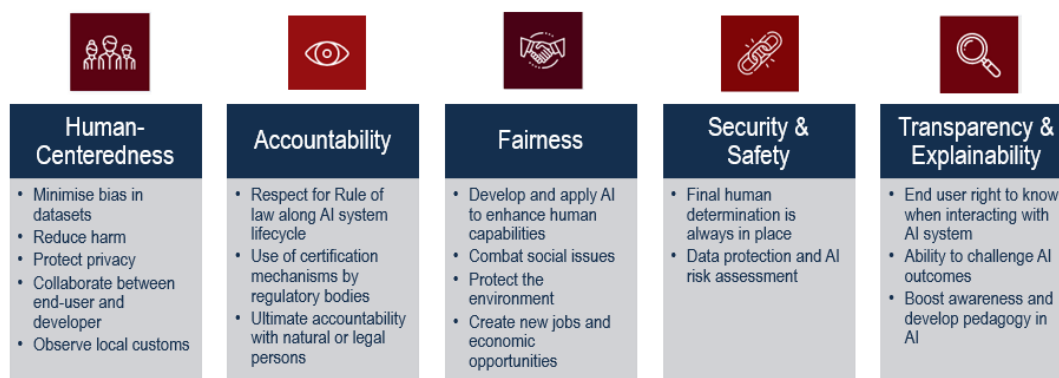 Human-
Centeredness
• Minimise bias in
datasets
• Reduce harm
• Protect privacy
• Collaborate between
end-user and
developer
• Observe local customs
Accountability
• Respect for Rule of
law along AI system
lifecycle
• Use of certification
mechanisms by
regulatory bodies
• Ultimate accountability
with natural or legal
persons
Fairness
• Develop and apply AI
to enhance human
capabilities
• Combat social issues
• Protect the
environment
• Create new jobs and
economic
opportunities
Security &
Safety
• Final human
determination is
always in place
• Data protection and AI
risk assessment
Transparency &
Explainability
• End user right to know
when interacting with
AI system
• Ability to challenge AI
outcomes
• Boost awareness and
develop pedagogy in
AI